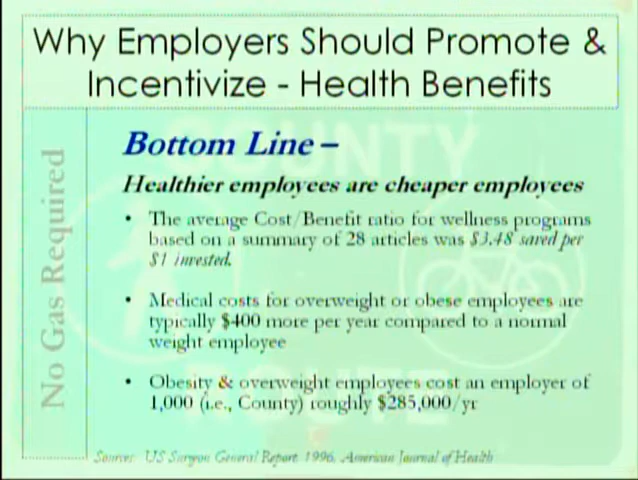 Why Employers Should Promote &
Incentivize - Health Benefits
No Gas Required
Bottom Line –
Healthier employees are cheaper employees
• The average Cost/Benefit ratio for wellness programs
based on a summary of 28 articles was $3.48 saved per
$1 invested.
• Medical costs for overweight or obese employees are
typically $400 more per year compared to a normal
weight employee
• Obesity & overweight employees cost an employer of
1,000 (i.e., County) roughly $285,000/yr
COUNTY
ROUTE
Source: US Surgeon General Report 1996, American Journal of Health